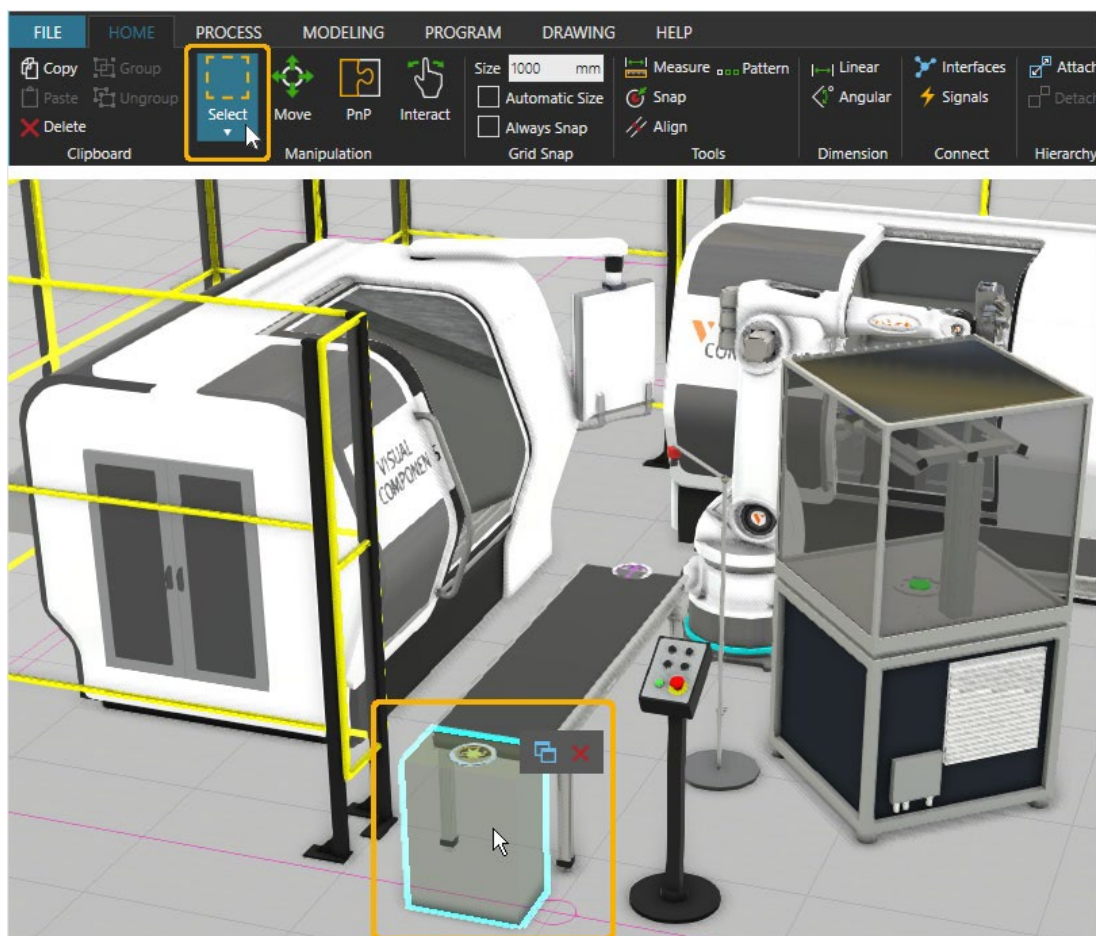 FILE HOME PROCESS MODELING PROGRAM DRAWING HELP
Copy Group Size 1000 mm Measure Pattern Linear Interfaces Attach
Paste Ungroup Automatic Size Snap Angular Signals Detach
Delete Select Move PnP Interact Always Snap Align
Clipboard Manipulation Grid Snap Tools Dimension Connect Hierarchy
VISUAL
COMPONENTS